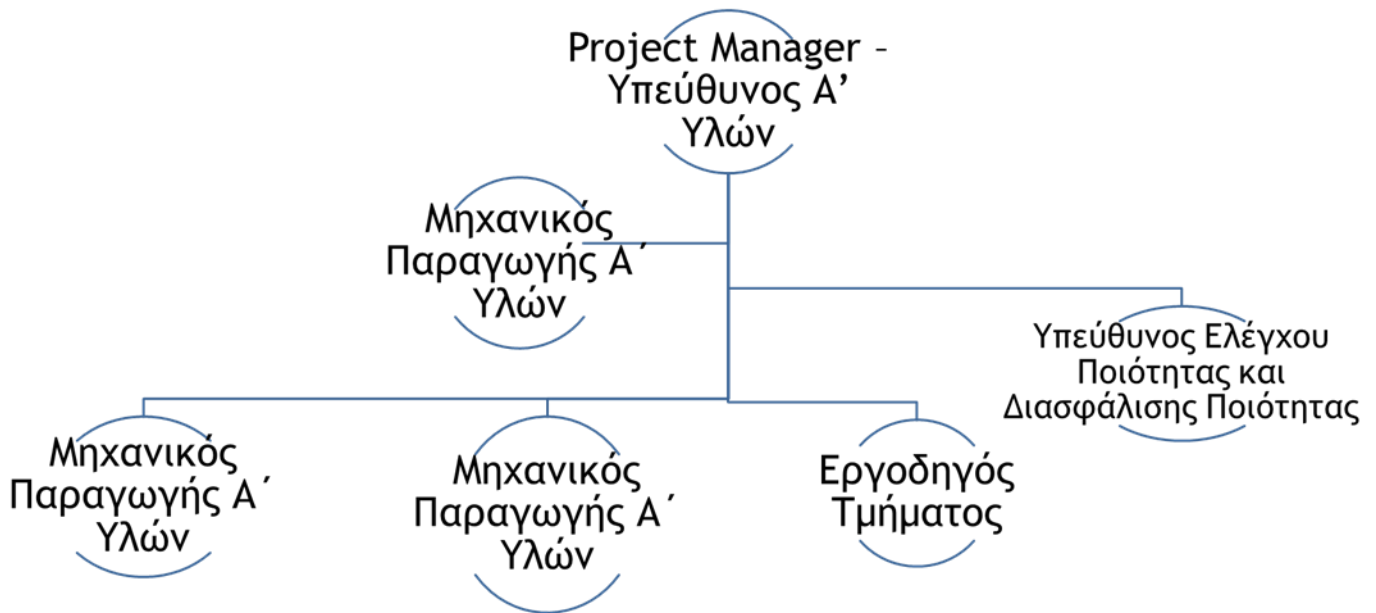 Project Manager –
Υπεύθυνος Α’
Υλών
Μηχανικός
Παραγωγής Α΄
Υλών
Υπεύθυνος Ελέγχου
Ποιότητας και
Διασφάλισης Ποιότητας
Μηχανικός
Παραγωγής Α΄
Υλών
Μηχανικός
Παραγωγής Α΄
Υλών
Εργοδηγός
Τμήματος